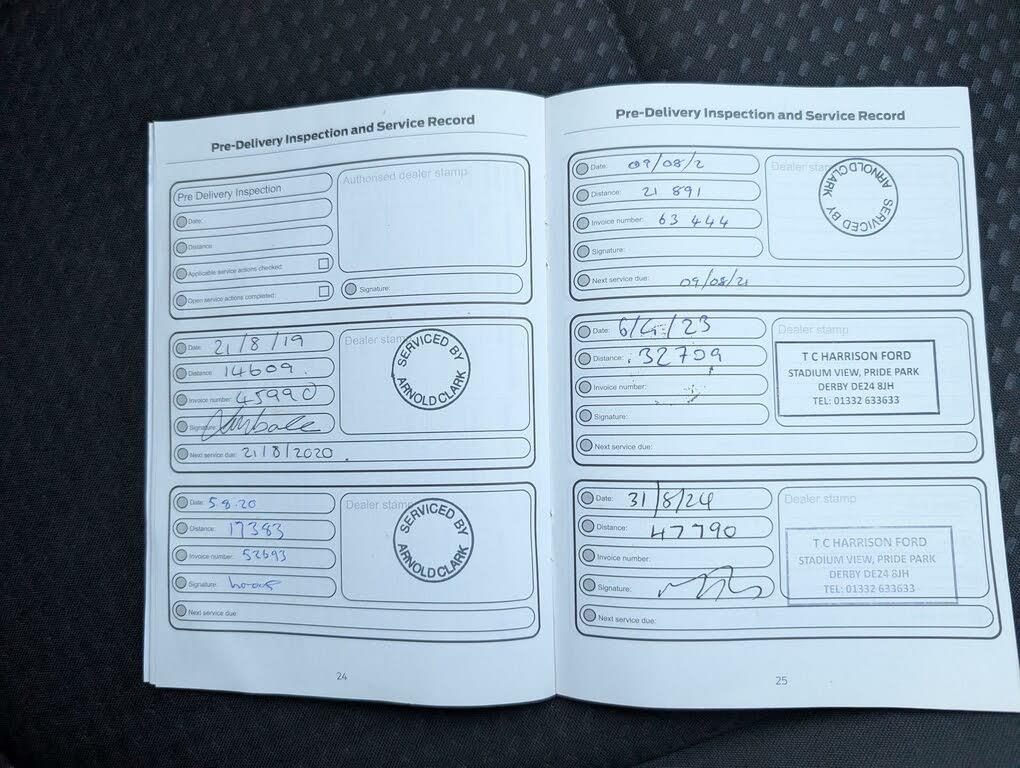 Pre-Delivery Inspection and Service Record
Pre Delivery Inspection
Authorised dealer stamp
Date:
Distance:
Applicable service actions checked:
Open service actions completed:
Signature:
Date: 21/8/19
Dealer stamp
SERVICED BY
ARNOLD CLARK
Distance: 14609.
Invoice number: 45990
Signature:
Next service due: 21/8/2020.
Date: 5.8.20
Dealer stamp
SERVICED BY
ARNOLD CLARK
Distance: 17383
Invoice number: 52693
Signature:
Next service due:
24
Pre-Delivery Inspection and Service Record
Date: 09/08/2
Dealer stamp
SERVICED BY
ARNOLD CLARK
Distance: 21 891
Invoice number: 63 444
Signature:
Next service due: 09/08/21
Date: 6/4/23
Dealer stamp
Distance: 32709
T C HARRISON FORD
STADIUM VIEW, PRIDE PARK
DERBY DE24 8JH
TEL: 01332 633633
Invoice number:
Signature:
Next service due:
Date: 31/8/24
Dealer stamp
Distance: 47790
T C HARRISON FORD
STADIUM VIEW, PRIDE PARK
DERBY DE24 8JH
TEL: 01332 633633
Invoice number:
Signature:
Next service due:
25